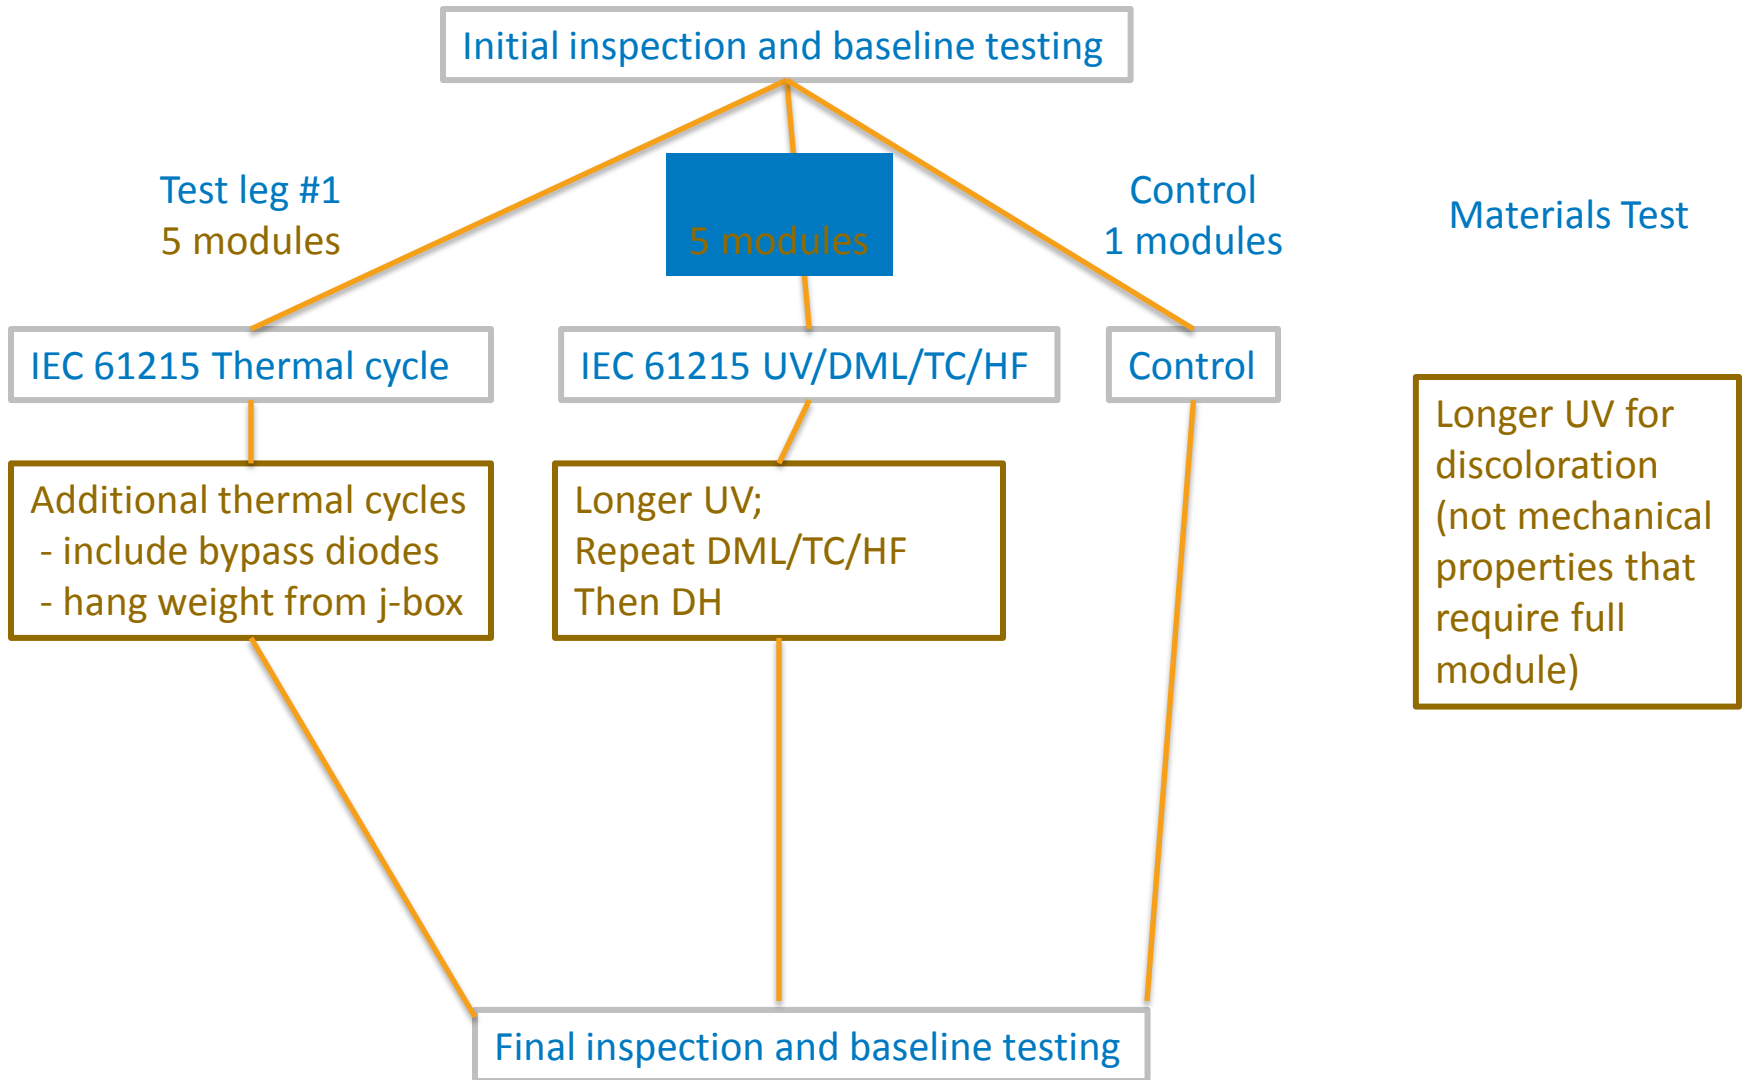 Initial inspection and baseline testing
Test leg #1
5 modules
5 modules
Control
1 modules
Materials Test
IEC 61215 Thermal cycle
IEC 61215 UV/DML/TC/HF
Control
Additional thermal cycles
- include bypass diodes
- hang weight from j-box
Longer UV;
Repeat DML/TC/HF
Then DH
Longer UV for
discoloration
(not mechanical
properties that
require full
module)
Final inspection and baseline testing